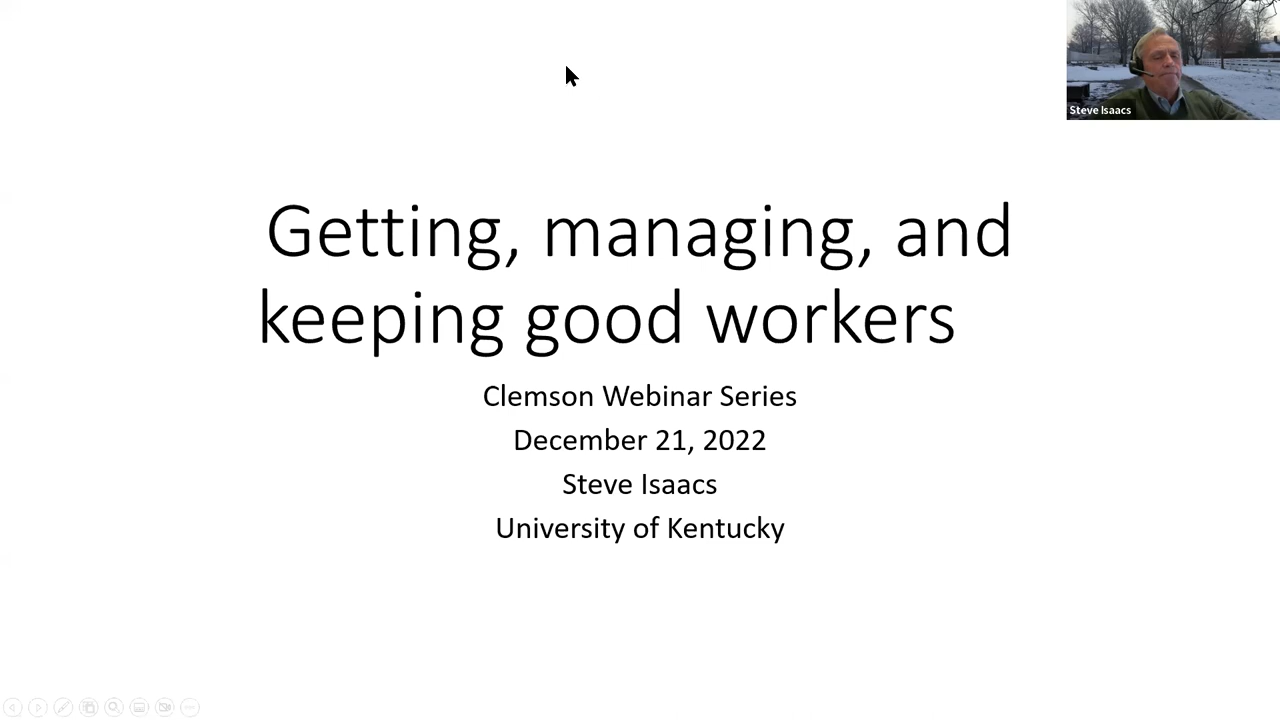 Steve Isaacs
Getting, managing, and
keeping good workers
Clemson Webinar Series
December 21, 2022
Steve Isaacs
University of Kentucky